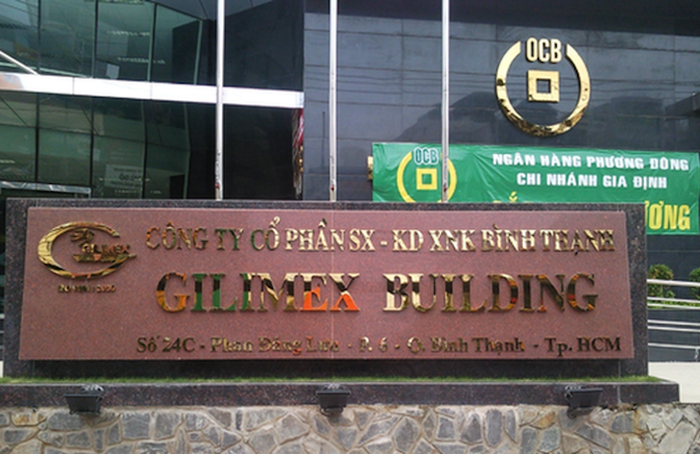 OCB
OCB
NGÂN HÀNG PHƯƠNG ĐÔNG
CHI NHÁNH GIA ĐỊNH
ƯƠNG
GILIMEX
CÔNG TY CỔ PHẦN SX - KD XNK BÌNH THẠNH
GILIMEX BUILDING
Số 24C - Phan Đăng Lưu - P. 6 - Q. Bình Thạnh - Tp. HCM